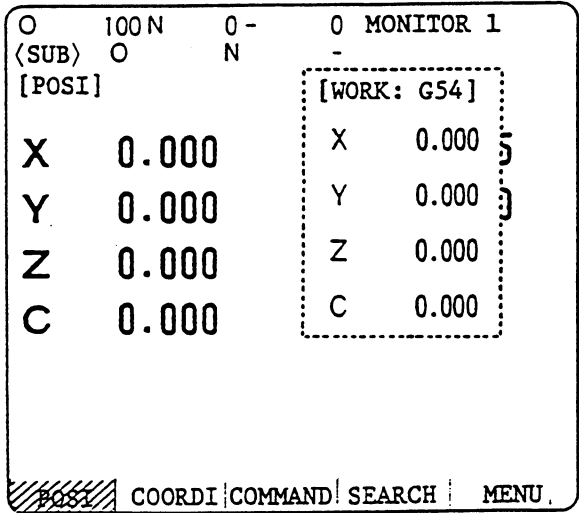 O 100 N 0 - 0 MONITOR 1
〈SUB〉 O N -
[POSI] [WORK: G54]
X 0.000 X 0.000
Y 0.000 Y 0.000
Z 0.000 Z 0.000
C 0.000 C 0.000
POSI COORDI COMMAND SEARCH MENU